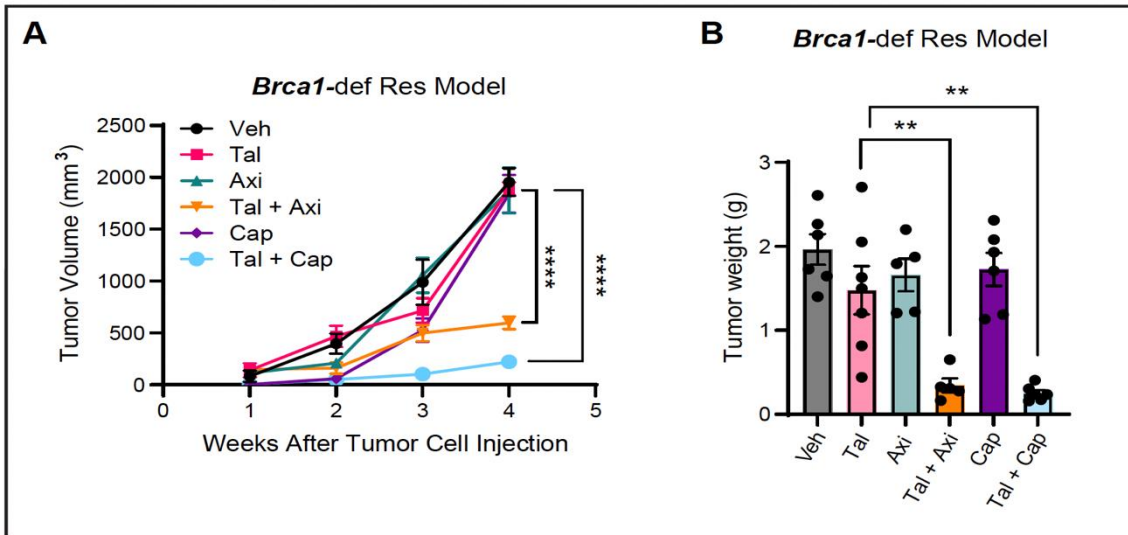 A
Brca1-def Res Model
Tumor Volume (mm3)
2500
2000
1500
1000
500
0
Veh
Tal
Axi
Tal + Axi
Cap
Tal + Cap
****
****
0
1
2
3
4
5
Weeks After Tumor Cell Injection
B
Brca1-def Res Model
**
**
Tumor weight (g)
3
2
1
0
Veh
Tal
Axi
Tal + Axi
Cap
Tal + Cap